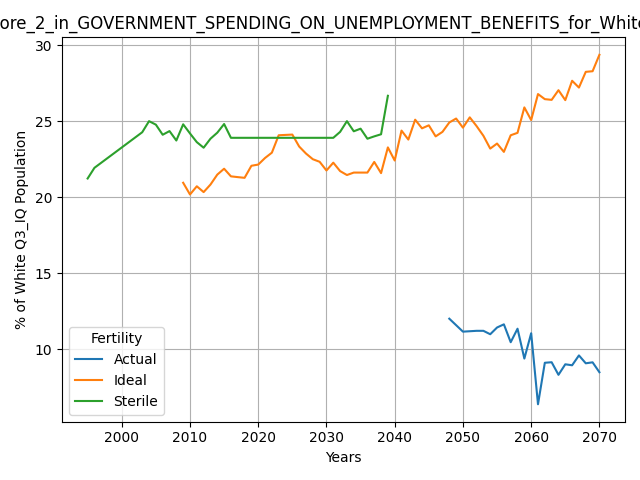 ore_2_in_GOVERNMENT_SPENDING_ON_UNEMPLOYMENT_BENEFITS_for_White
30
25
20
15
10
% of White Q3_IQ Population
Fertility
Actual
Ideal
Sterile
2000 2010 2020 2030 2040 2050 2060 2070
Years